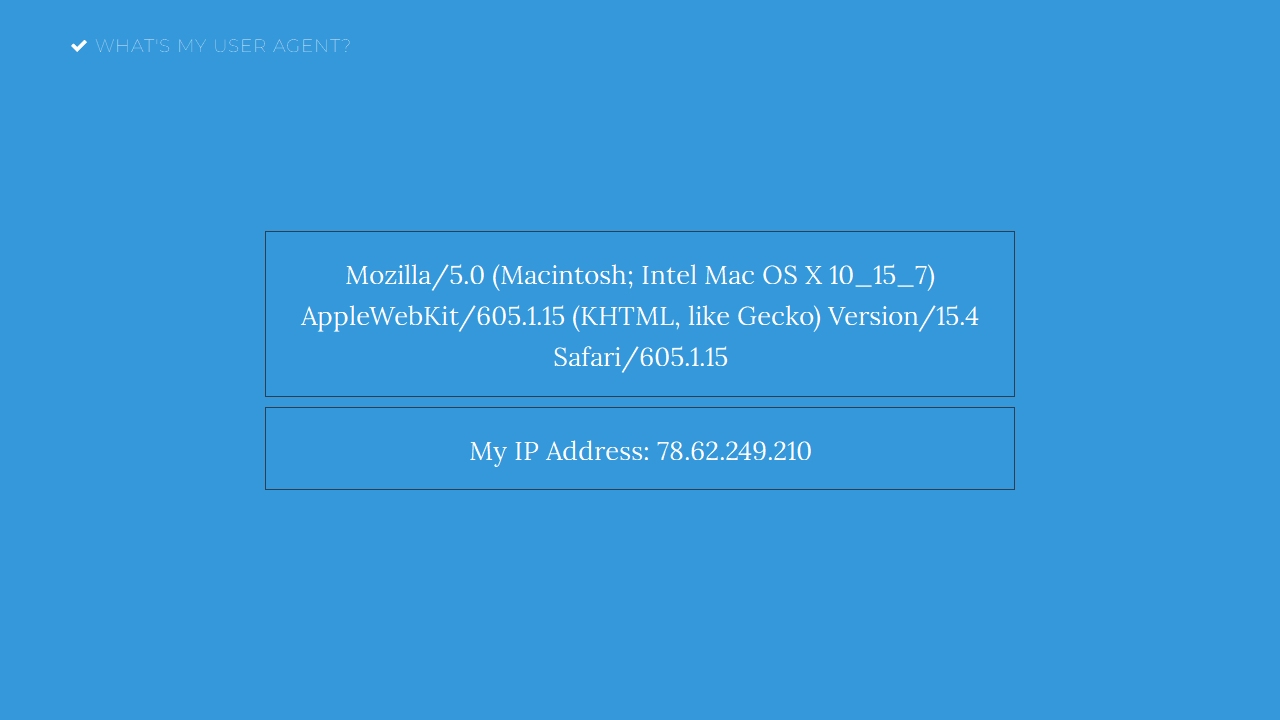 WHAT'S MY USER AGENT?
Mozilla/5.0 (Macintosh; Intel Mac OS X 10_15_7)
AppleWebKit/605.1.15 (KHTML, like Gecko) Version/15.4
Safari/605.1.15
My IP Address: 78.62.249.210